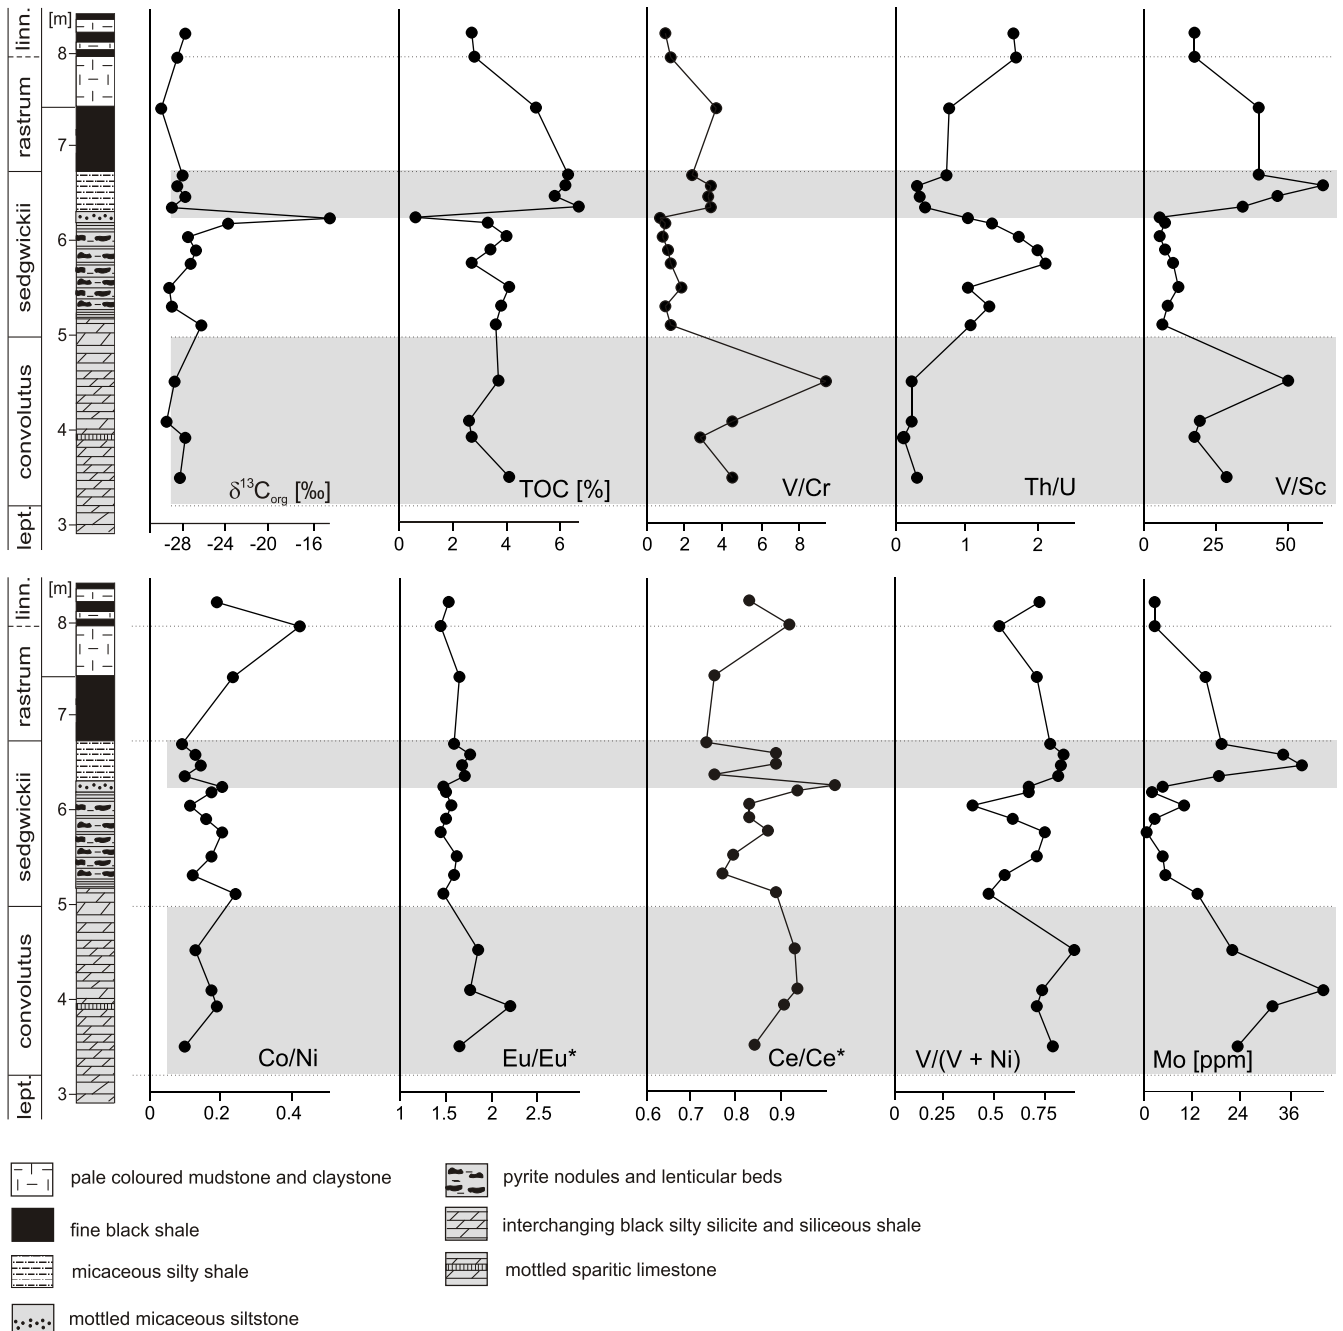 linn.
rastrum
sedgwickii
convolutus
lept.
[m]
8
7
6
5
4
3
δ13Corg [‰]
TOC [%]
V/Cr
Th/U
V/Sc
-28 -24 -20 -16
0 2 4 6
0 2 4 6 8
0 1 2
0 25 50
linn.
rastrum
sedgwickii
convolutus
lept.
[m]
8
7
6
5
4
3
Co/Ni
Eu/Eu*
Ce/Ce*
V/(V + Ni)
Mo [ppm]
0 0.2 0.4
1 1.5 2 2.5
0.6 0.7 0.8 0.9
0 0.25 0.5 0.75
0 12 24 36
pale coloured mudstone and claystone
fine black shale
micaceous silty shale
mottled micaceous siltstone
pyrite nodules and lenticular beds
interchanging black silty silicite and siliceous shale
mottled sparitic limestone